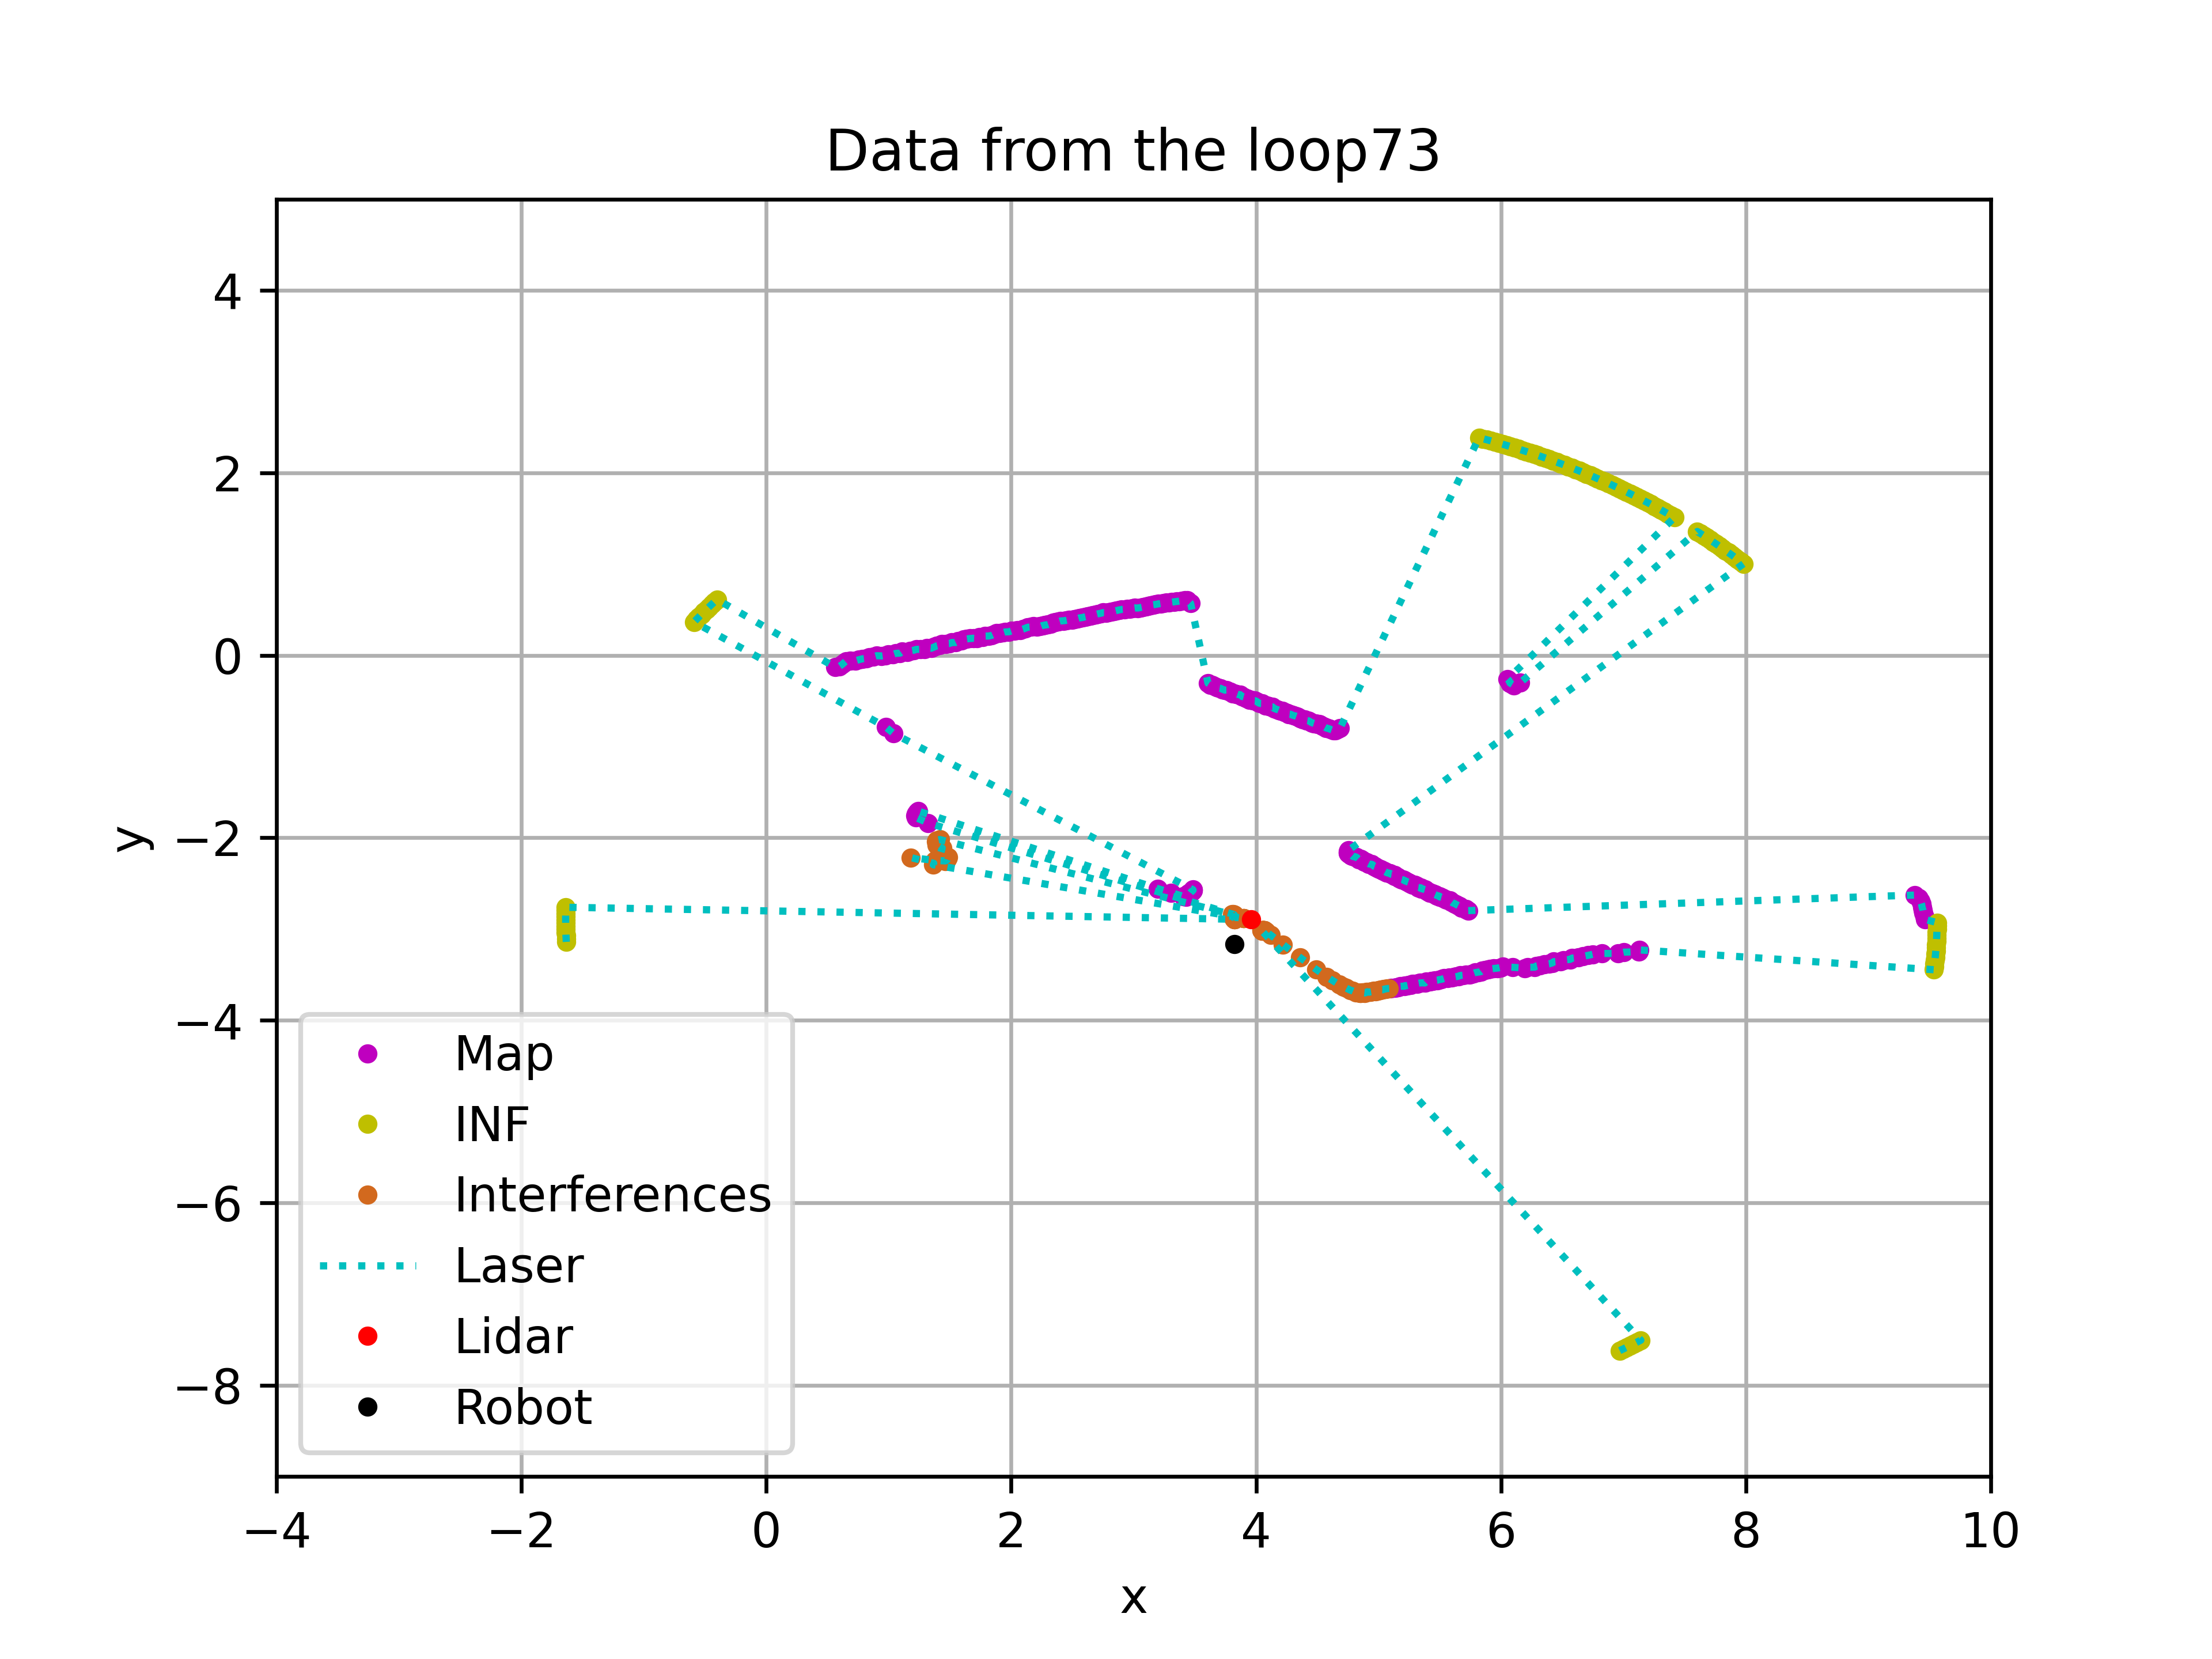 Data from the loop73
4
2
0
−2
−4
−6
−8
y
Map
INF
Interferences
Laser
Lidar
Robot
−4 −2 0 2 4 6 8 10
x